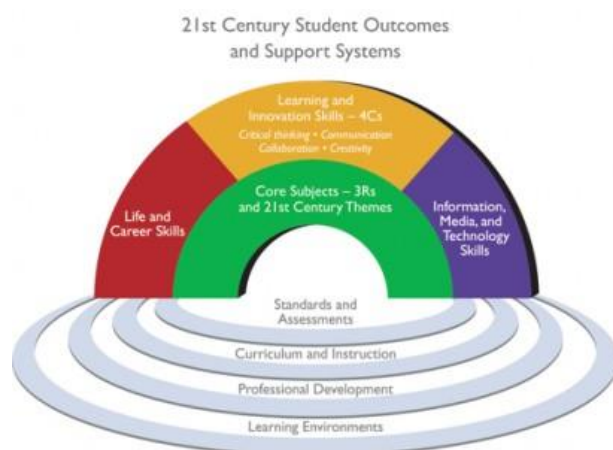 21st Century Student Outcomes
and Support Systems
Learning and
Innovation Skills – 4Cs
Critical thinking • Communication
Collaboration • Creativity
Core Subjects – 3Rs
and 21st Century Themes
Life and
Career Skills
Information,
Media, and
Technology
Skills
Standards and
Assessments
Curriculum and Instruction
Professional Development
Learning Environments